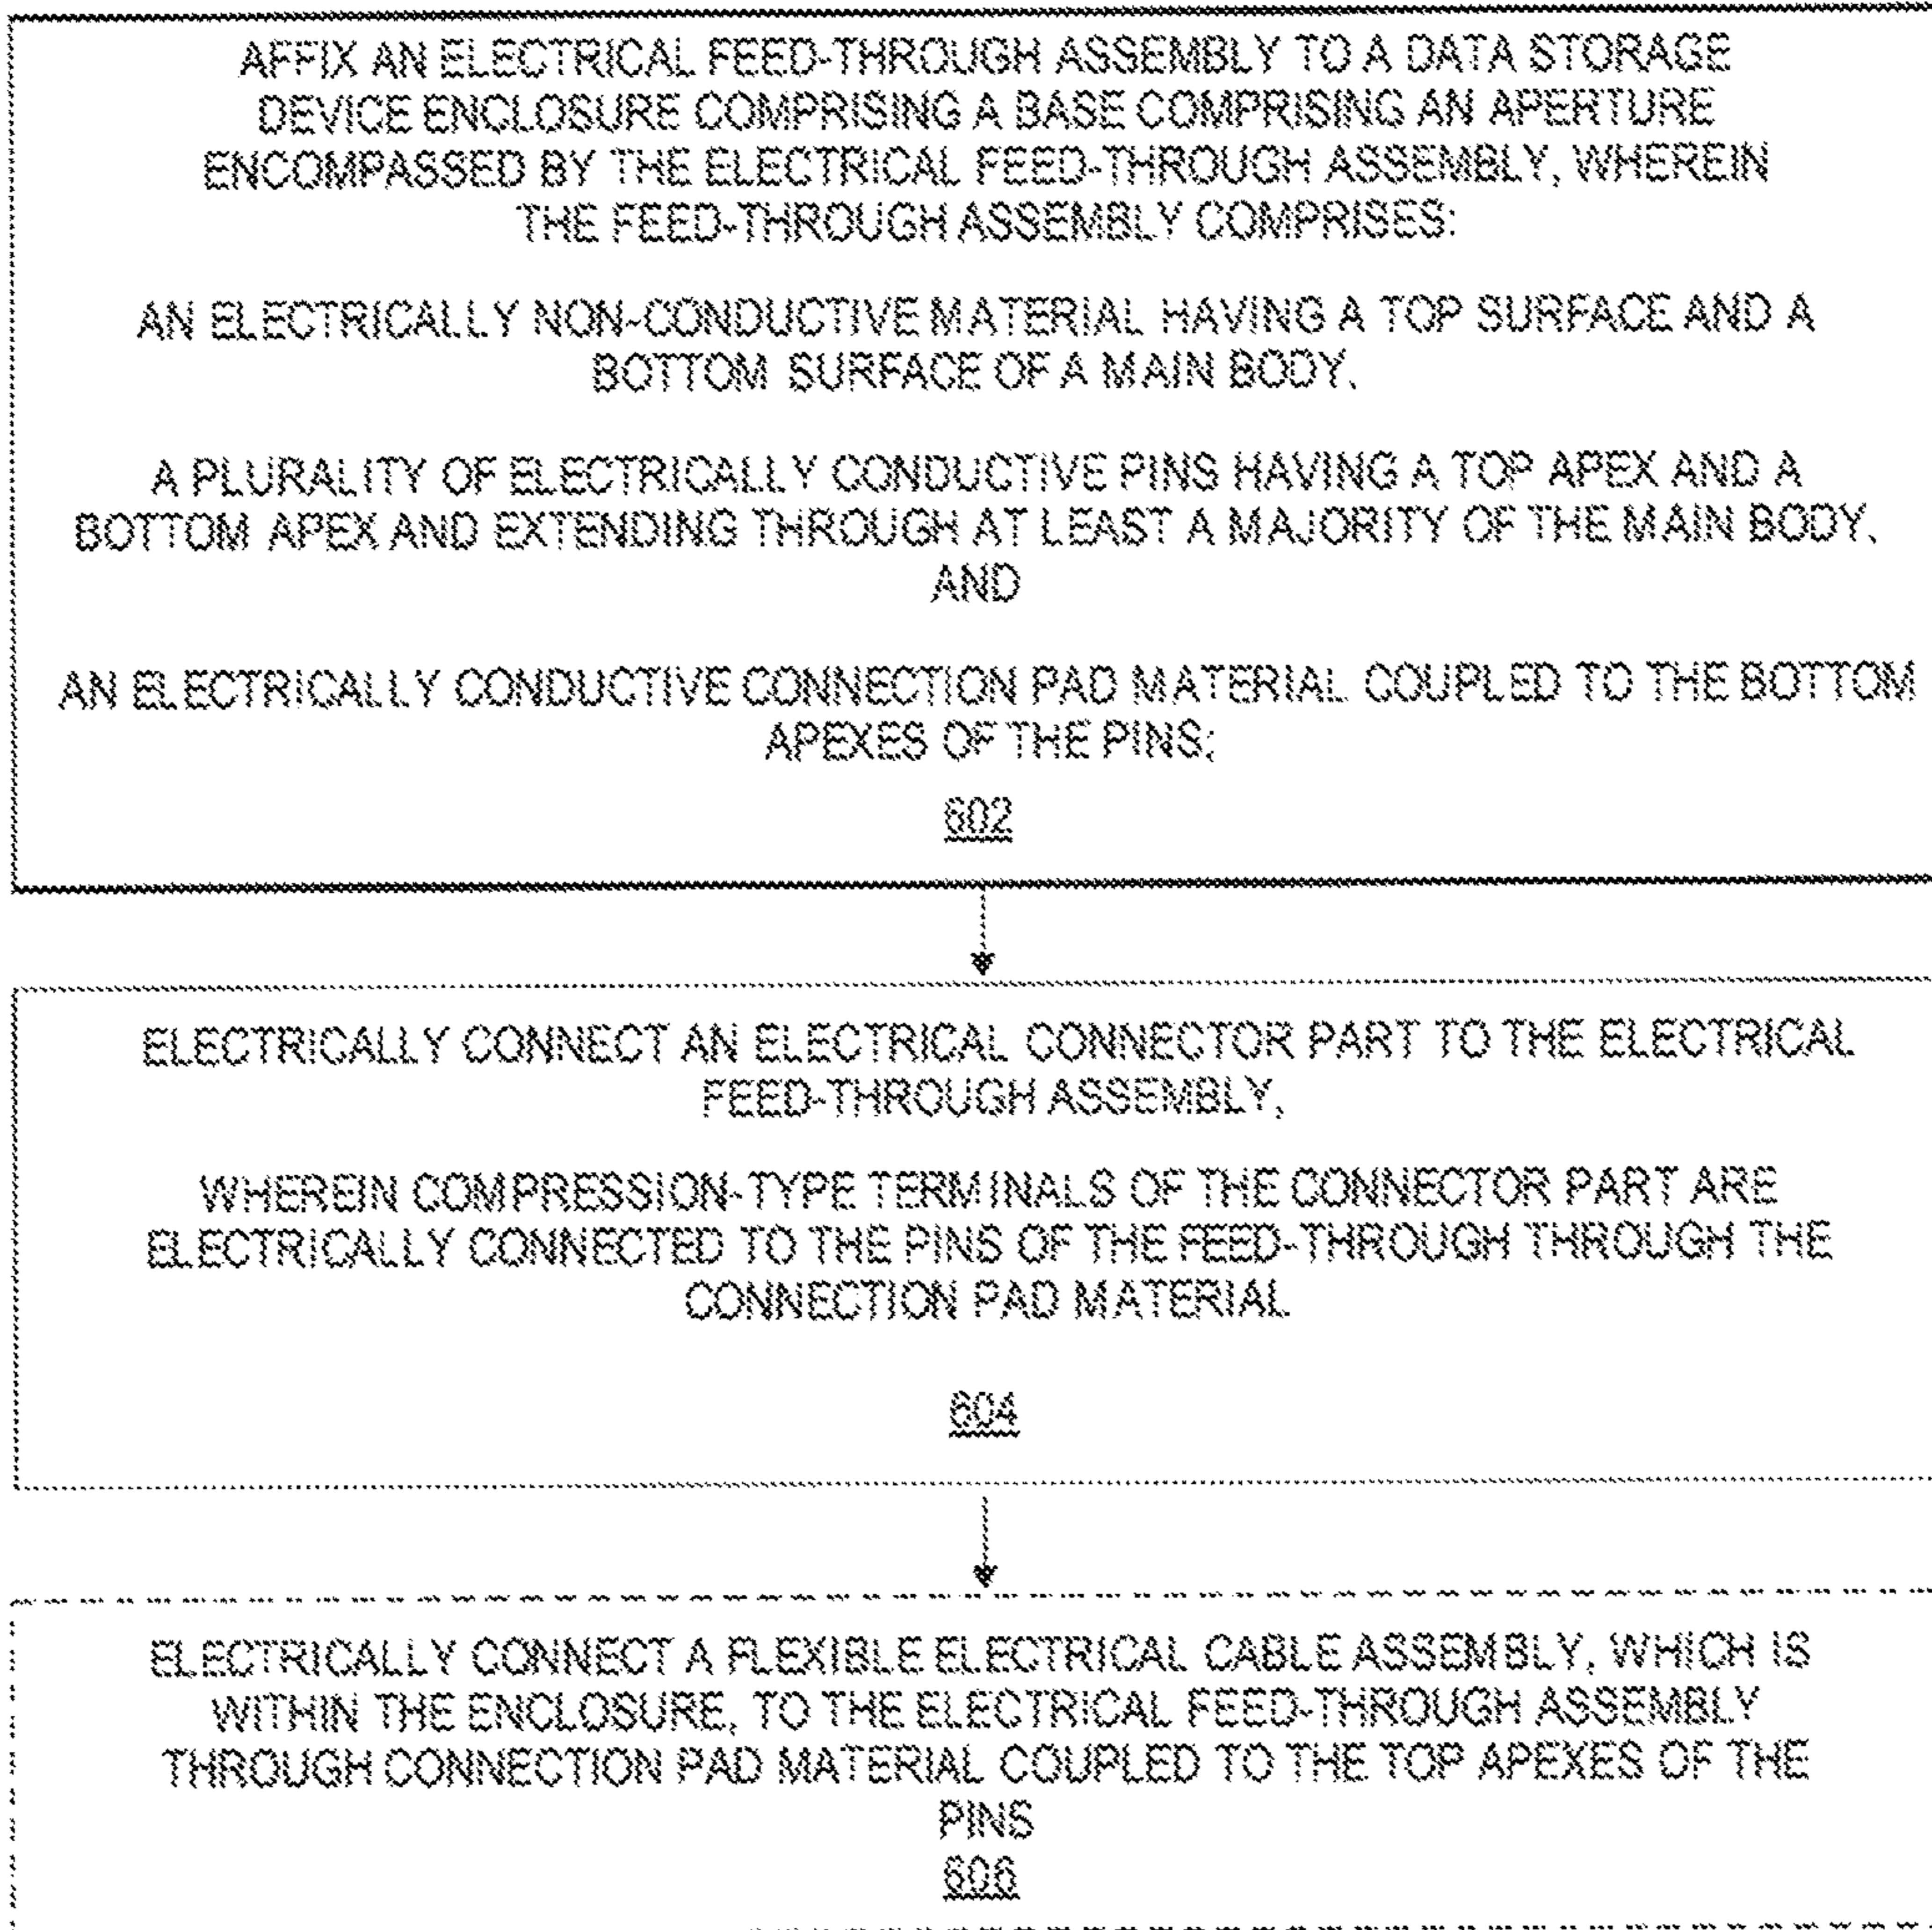 AFFIX AN ELECTRICAL FEED-THROUGH ASSEMBLY TO A DATA STORAGE
DEVICE ENCLOSURE COMPRISING A BASE COMPRISING AN APERTURE
ENCOMPASSED BY THE ELECTRICAL FEED-THROUGH ASSEMBLY, WHEREIN
THE FEED-THROUGH ASSEMBLY COMPRISES:
AN ELECTRICALLY NON-CONDUCTIVE MATERIAL HAVING A TOP SURFACE AND A
BOTTOM SURFACE OF A MAIN BODY,
A PLURALITY OF ELECTRICALLY CONDUCTIVE PINS HAVING A TOP APEX AND A
BOTTOM APEX AND EXTENDING THROUGH AT LEAST A MAJORITY OF THE MAIN BODY,
AND
AN ELECTRICALLY CONDUCTIVE CONNECTION PAD MATERIAL COUPLED TO THE BOTTOM
APEXES OF THE PINS;
602
ELECTRICALLY CONNECT AN ELECTRICAL CONNECTOR PART TO THE ELECTRICAL
FEED-THROUGH ASSEMBLY,
WHEREIN COMPRESSION-TYPE TERMINALS OF THE CONNECTOR PART ARE
ELECTRICALLY CONNECTED TO THE PINS OF THE FEED-THROUGH THROUGH THE
CONNECTION PAD MATERIAL
604
ELECTRICALLY CONNECT A FLEXIBLE ELECTRICAL CABLE ASSEMBLY, WHICH IS
WITHIN THE ENCLOSURE, TO THE ELECTRICAL FEED-THROUGH ASSEMBLY
THROUGH CONNECTION PAD MATERIAL COUPLED TO THE TOP APEXES OF THE
PINS
606